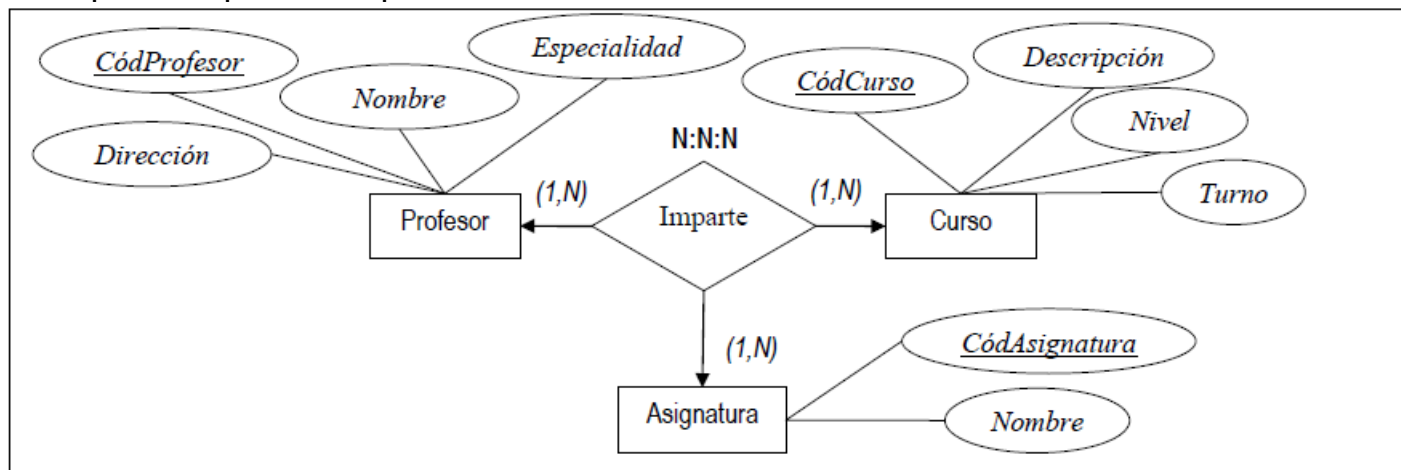 Especialidad
Descripción
CódProfesor
CódCurso
Nombre
Nivel
N:N:N
Dirección
(1,N)
(1,N)
Turno
Profesor
Imparte
Curso
(1,N)
CódAsignatura
Asignatura
Nombre